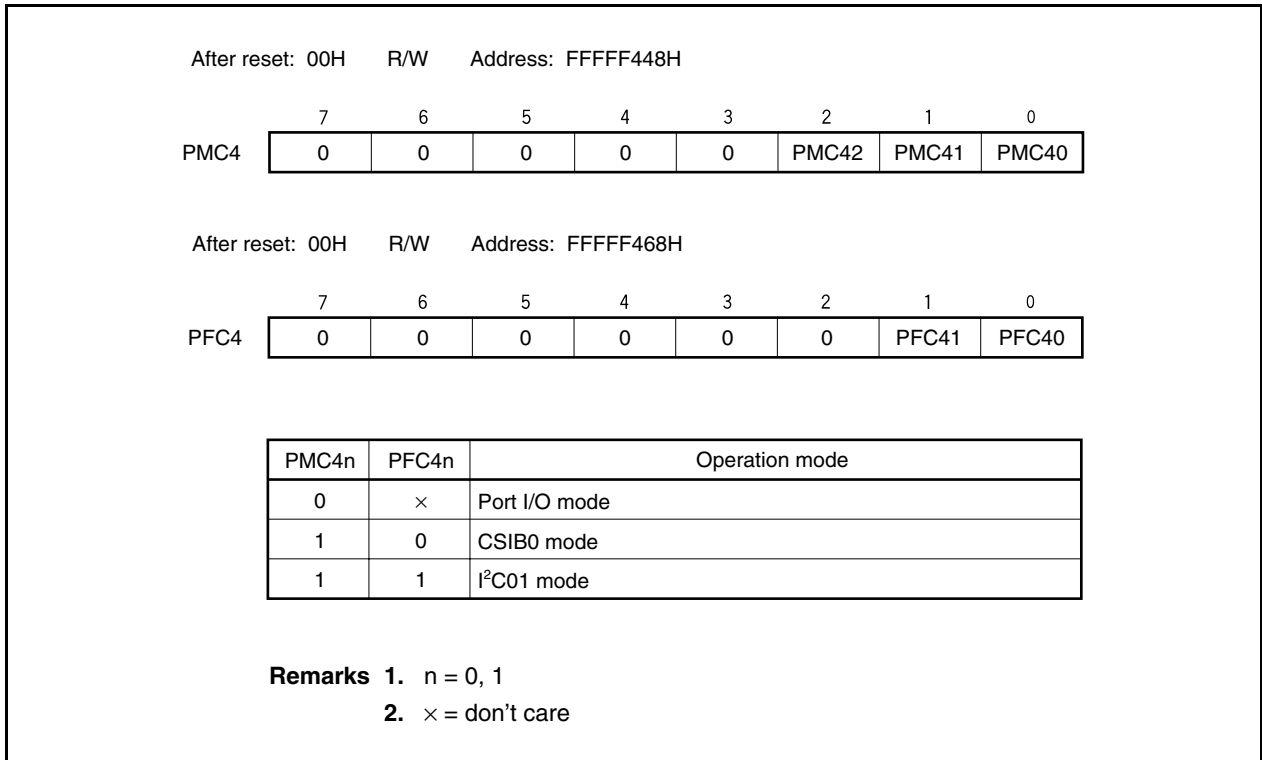 After reset: 00H R/W Address: FFFFF448H
7 6 5 4 3 2 1 0
PMC4 0 0 0 0 0 PMC42 PMC41 PMC40
After reset: 00H R/W Address: FFFFF468H
7 6 5 4 3 2 1 0
PFC4 0 0 0 0 0 0 PFC41 PFC40
PMC4n PFC4n Operation mode
0 × Port I/O mode
1 0 CSIB0 mode
1 1 I²C01 mode
Remarks 1. n = 0, 1
2. × = don't care